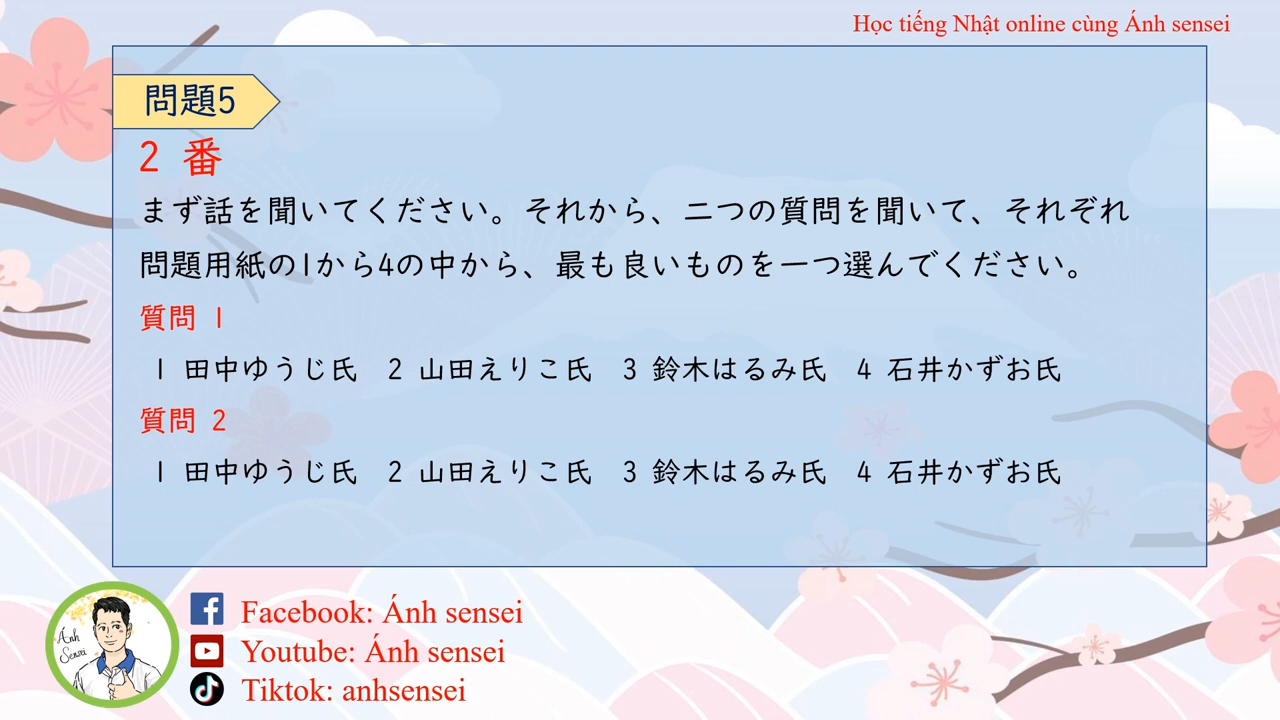 Học tiếng Nhật online cùng Ánh sensei
問題5
2 番
まず話を聞いてください。それから、二つの質問を聞いて、それぞれ
問題用紙の1から4の中から、最も良いものを一つ選んでください。
質問 1
1 田中ゆうじ氏 2 山田えりこ氏 3 鈴木はるみ氏 4 石井かずお氏
質問 2
1 田中ゆうじ氏 2 山田えりこ氏 3 鈴木はるみ氏 4 石井かずお氏
Ánh
Sensei
Facebook: Ánh sensei
Youtube: Ánh sensei
Tiktok: anhsensei